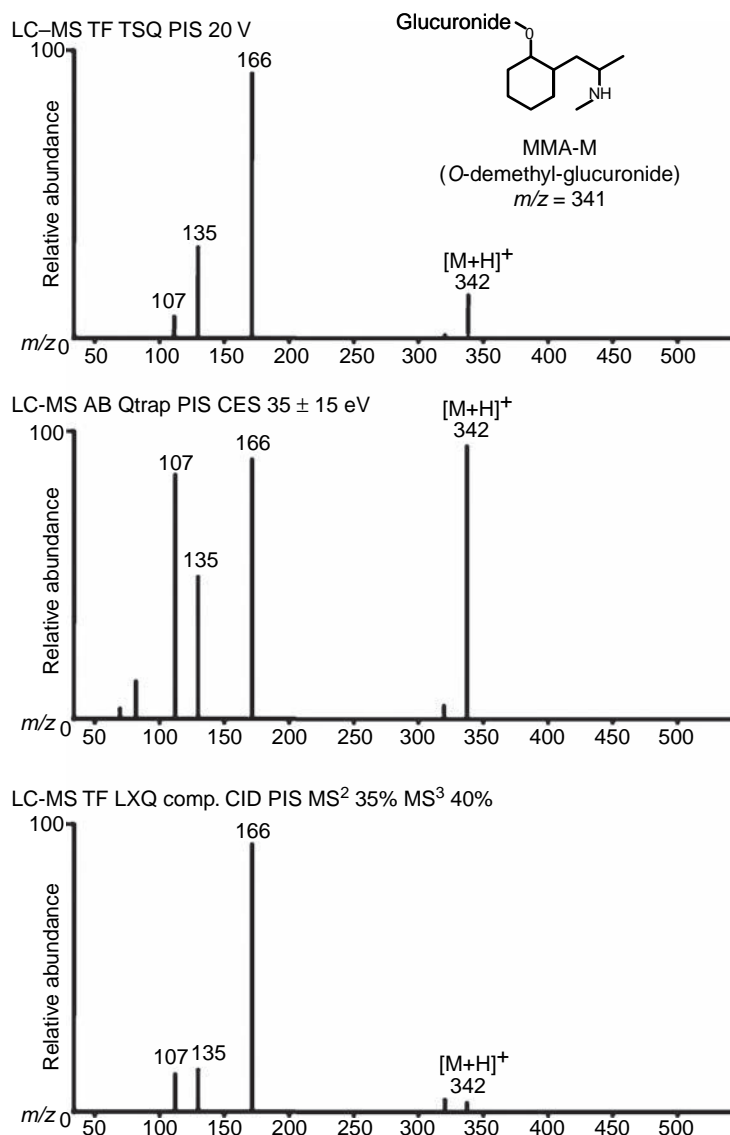 LC–MS TF TSQ PIS 20 V
100
166
Glucuronide
O
NH
MMA-M
(O-demethyl-glucuronide)
m/z = 341
Relative abundance
135
107
[M+H]+
342
m/z 0
50 100 150 200 250 300 350 400 450 500
LC-MS AB Qtrap PIS CES 35 ± 15 eV
100
[M+H]+
342
166
107
135
Relative abundance
m/z 0
50 100 150 200 250 300 350 400 450 500
LC-MS TF LXQ comp. CID PIS MS2 35% MS3 40%
100
166
Relative abundance
107 135
[M+H]+
342
m/z 0
50 100 150 200 250 300 350 400 450 500